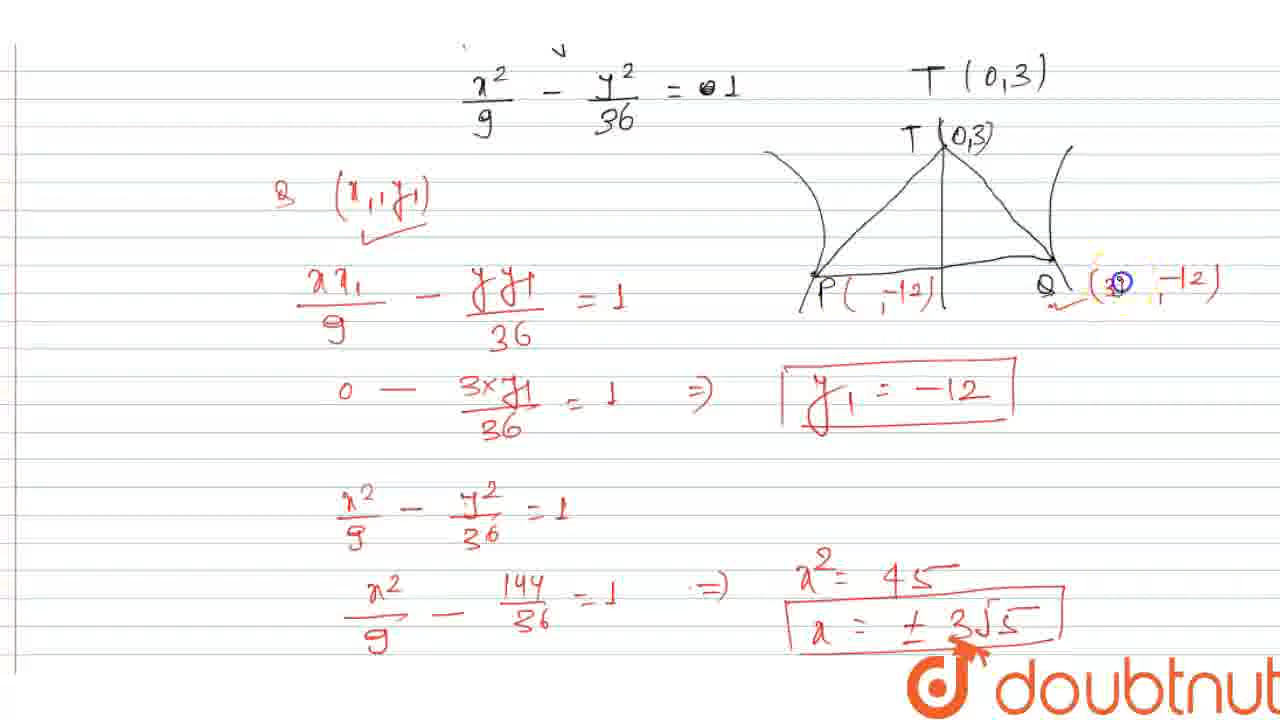 x²/9 - y²/36 = 1
T (0,3)
T (0,3)
(x₁, y₁)
xx₁/9 - yy₁/36 = 1
P ( , -12)
Q ( , -12)
0 - 3×y₁/36 = 1 ⇒ y₁ = -12
x²/9 - y²/36 = 1
x²/9 - 144/36 = 1 ⇒ x² = 45
x = ± 3√5
doubtnut